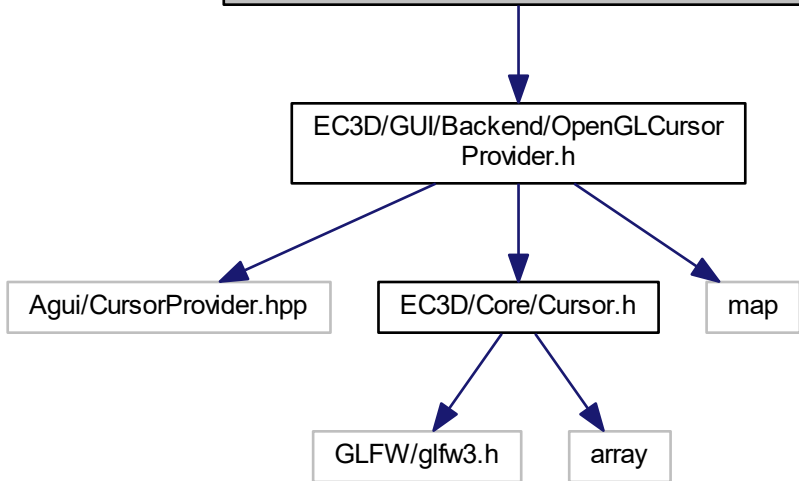 EC3D/GUI/Backend/OpenGLCursor
Provider.h
Agui/CursorProvider.hpp
EC3D/Core/Cursor.h
map
GLFW/glfw3.h
array